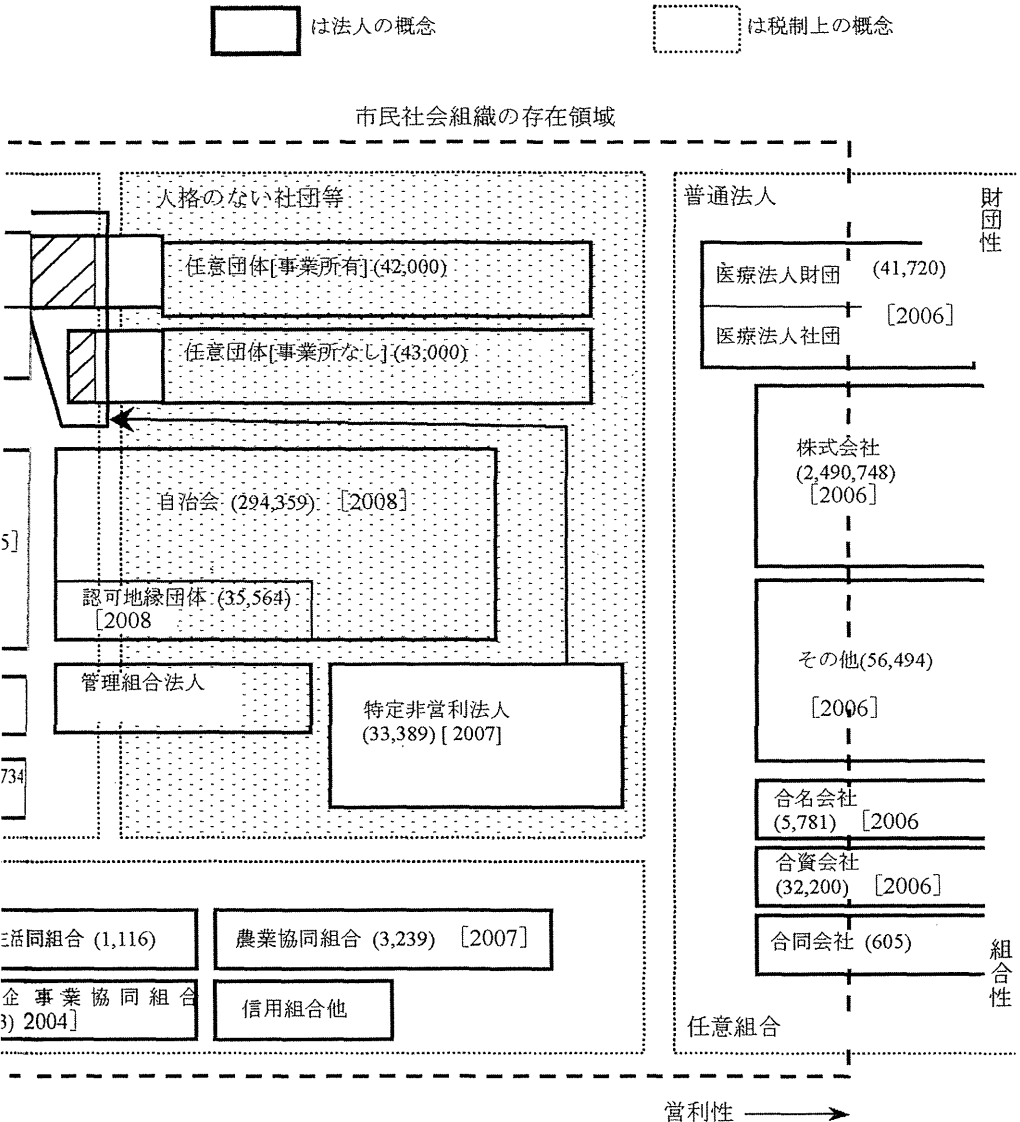 は法人の概念
は税制上の概念
市民社会組織の存在領域
人格のない社団等
任意団体[事業所有] (42,000)
任意団体[事業所なし] (43,000)
自治会 (294,359) [2008]
認可地縁団体 (35,564)
[2008
管理組合法人
特定非営利法人
(33,389) [ 2007]
5]
734
普通法人
財団性
医療法人財団
(41,720)
[2006]
医療法人社団
株式会社
(2,490,748)
[2006]
その他(56,494)
[2006]
合名会社
(5,781) [2006
合資会社
(32,200) [2006]
合同会社 (605)
組合性
任意組合
活同組合 (1,116)
農業協同組合 (3,239) [2007]
企 事 業 協 同 組 合
3) 2004]
信用組合他
営利性